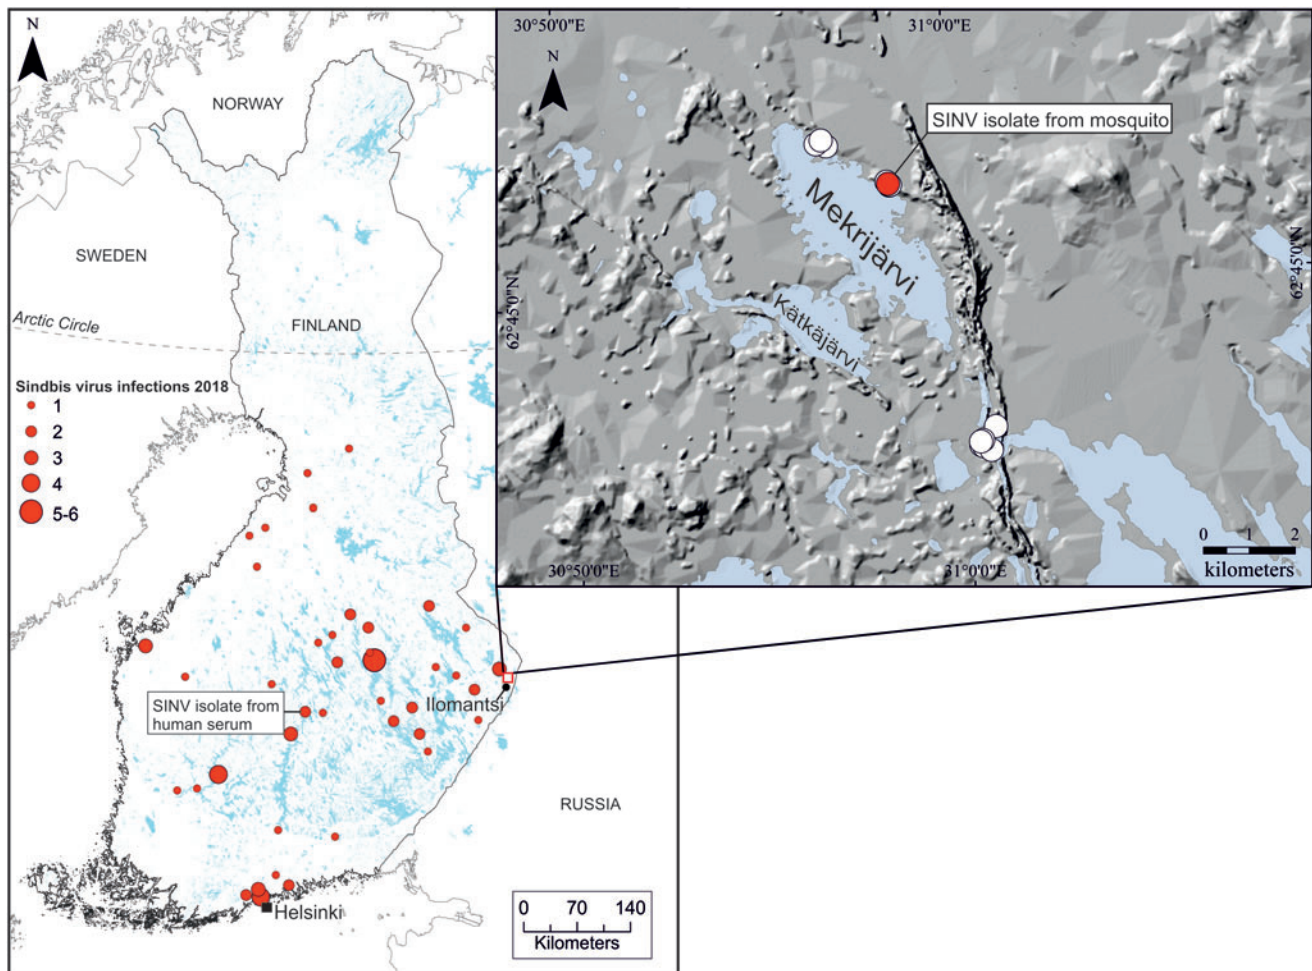 N
NORWAY
SWEDEN
Arctic Circle
FINLAND
Sindbis virus infections 2018
1
2
3
4
5-6
SINV isolate from
human serum
Ilomantsi
RUSSIA
Helsinki
0 70 140
Kilometers
30°50'0"E
31°0'0"E
N
SINV isolate from mosquito
Mekrijärvi
Kätkäjärvi
62°45'0"N
62°45'0"N
0 1 2
kilometers
30°50'0"E
31°0'0"E